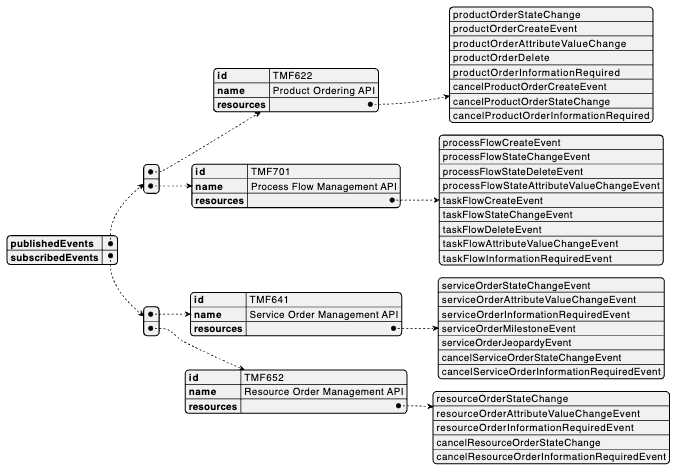 publishedEvents
subscribedEvents
id TMF622
name Product Ordering API
resources
productOrderStateChange
productOrderCreateEvent
productOrderAttributeValueChange
productOrderDelete
productOrderInformationRequired
cancelProductOrderCreateEvent
cancelProductOrderStateChange
cancelProductOrderInformationRequired
id TMF701
name Process Flow Management API
resources
processFlowCreateEvent
processFlowStateChangeEvent
processFlowStateDeleteEvent
processFlowStateAttributeValueChangeEvent
taskFlowCreateEvent
taskFlowStateChangeEvent
taskFlowDeleteEvent
taskFlowAttributeValueChangeEvent
taskFlowInformationRequiredEvent
id TMF641
name Service Order Management API
resources
serviceOrderStateChangeEvent
serviceOrderAttributeValueChangeEvent
serviceOrderInformationRequiredEvent
serviceOrderMilestoneEvent
serviceOrderJeopardyEvent
cancelServiceOrderStateChangeEvent
cancelServiceOrderInformationRequiredEvent
id TMF652
name Resource Order Management API
resources
resourceOrderStateChange
resourceOrderAttributeValueChangeEvent
resourceOrderInformationRequiredEvent
cancelResourceOrderStateChange
cancelResourceOrderInformationRequiredEvent